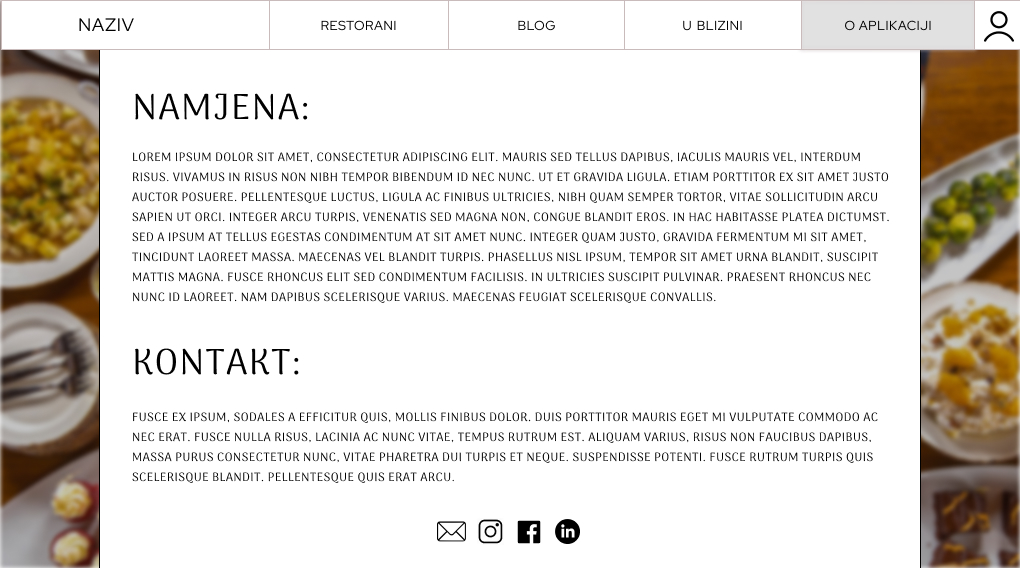 NAZIV
RESTORANI
BLOG
U BLIZINI
O APLIKACIJI
NAMJENA:
LOREM IPSUM DOLOR SIT AMET, CONSECTETUR ADIPISCING ELIT. MAURIS SED TELLUS DAPIBUS, IACULIS MAURIS VEL, INTERDUM
RISUS. VIVAMUS IN RISUS NON NIBH TEMPOR BIBENDUM ID NEC NUNC. UT ET GRAVIDA LIGULA. ETIAM PORTTITOR EX SIT AMET JUSTO
AUCTOR POSUERE. PELLENTESQUE LUCTUS, LIGULA AC FINIBUS ULTRICIES, NIBH QUAM SEMPER TORTOR, VITAE SOLLICITUDIN ARCU
SAPIEN UT ORCI. INTEGER ARCU TURPIS, VENENATIS SED MAGNA NON, CONGUE BLANDIT EROS. IN HAC HABITASSE PLATEA DICTUMST.
SED A IPSUM AT TELLUS EGESTAS CONDIMENTUM AT SIT AMET NUNC. INTEGER QUAM JUSTO, GRAVIDA FERMENTUM MI SIT AMET,
TINCIDUNT LAOREET MASSA. MAECENAS VEL BLANDIT TURPIS. PHASELLUS NISL IPSUM, TEMPOR SIT AMET URNA BLANDIT, SUSCIPIT
MATTIS MAGNA. FUSCE RHONCUS ELIT SED CONDIMENTUM FACILISIS. IN ULTRICIES SUSCIPIT PULVINAR. PRAESENT RHONCUS NEC
NUNC ID LAOREET. NAM DAPIBUS SCELERISQUE VARIUS. MAECENAS FEUGIAT SCELERISQUE CONVALLIS.
KONTAKT:
FUSCE EX IPSUM, SODALES A EFFICITUR QUIS, MOLLIS FINIBUS DOLOR. DUIS PORTTITOR MAURIS EGET MI VULPUTATE COMMODO AC
NEC ERAT. FUSCE NULLA RISUS, LACINIA AC NUNC VITAE, TEMPUS RUTRUM EST. ALIQUAM VARIUS, RISUS NON FAUCIBUS DAPIBUS,
MASSA PURUS CONSECTETUR NUNC, VITAE PHARETRA DUI TURPIS ET NEQUE. SUSPENDISSE POTENTI. FUSCE RUTRUM TURPIS QUIS
SCELERISQUE BLANDIT. PELLENTESQUE QUIS ERAT ARCU.